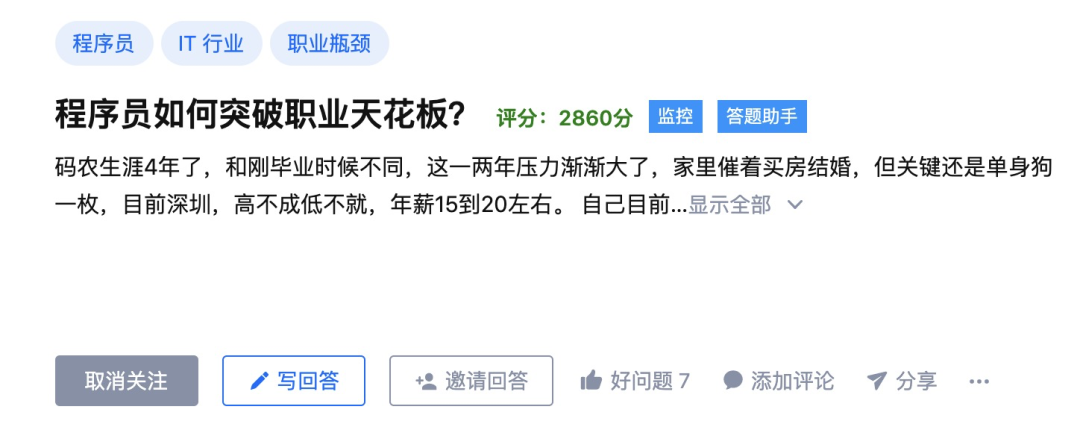 程序员 IT 行业 职业瓶颈
程序员如何突破职业天花板? 评分：2860分 监控 答题助手
码农生涯4年了，和刚毕业时候不同，这一两年压力渐渐大了，家里催着买房结婚，但关键还是单身狗
一枚，目前深圳，高不成低不就，年薪15到20左右。 自己目前...显示全部
取消关注 写回答 邀请回答 好问题 7 添加评论 分享 ...